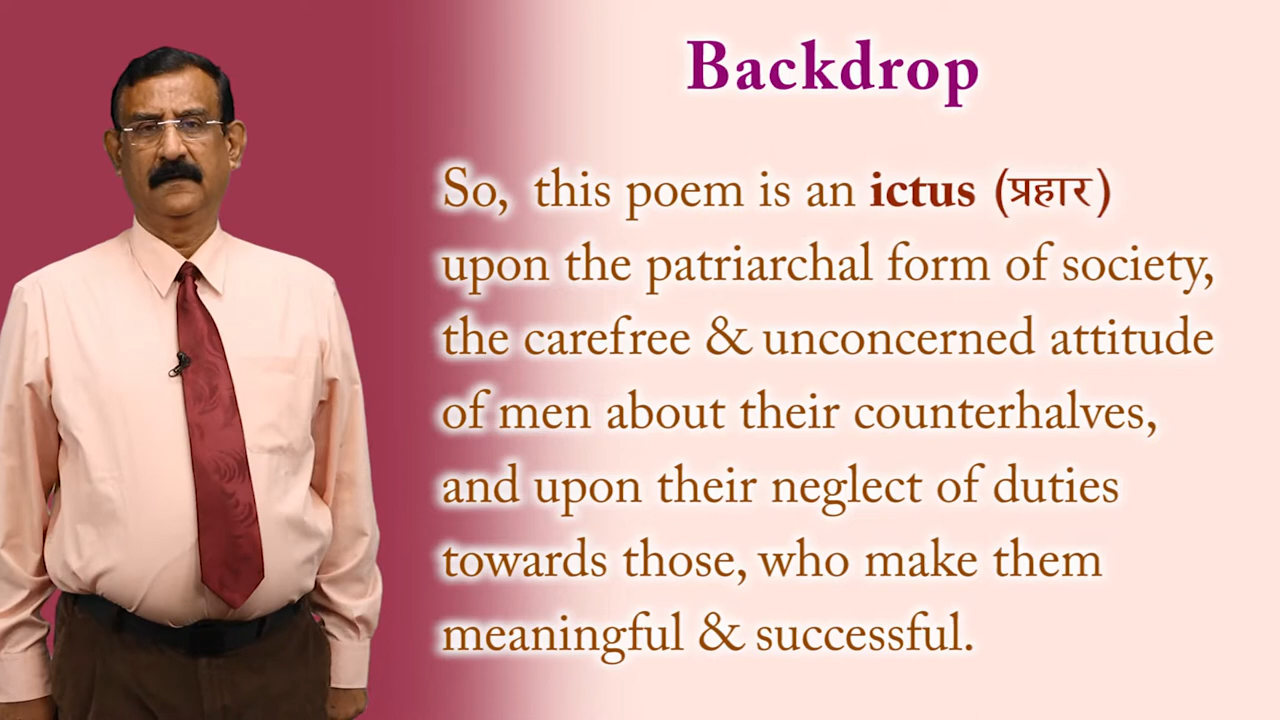 Backdrop
So, this poem is an ictus (प्रहार)
upon the patriarchal form of society,
the carefree & unconcerned attitude
of men about their counterhalves,
and upon their neglect of duties
towards those, who make them
meaningful & successful.